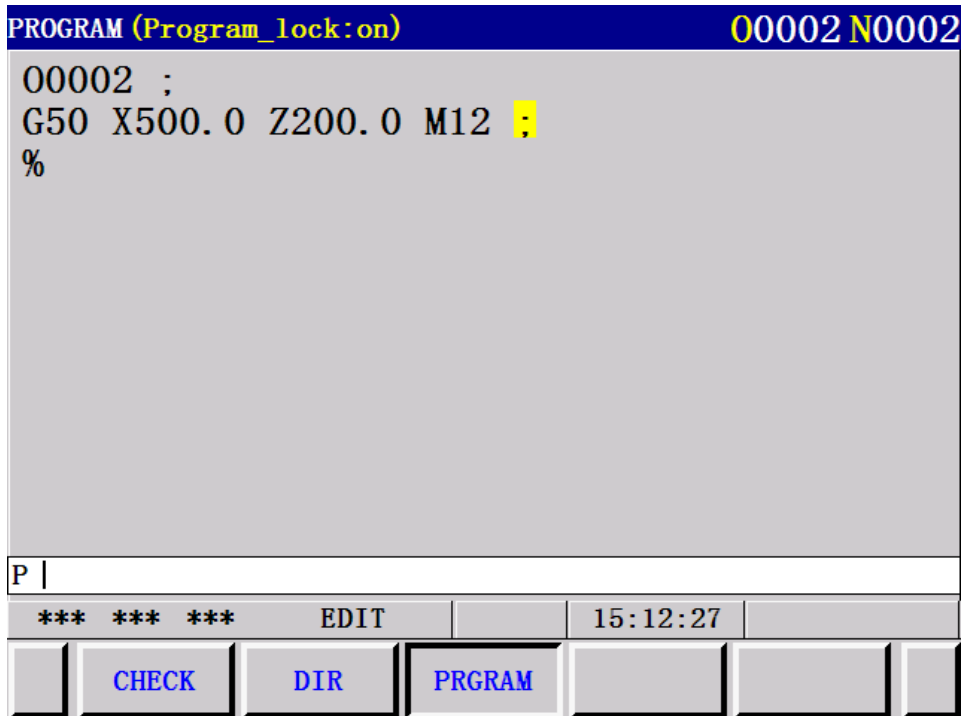 PROGRAM (Program_lock:on) O0002 N0002
O0002 ;
G50 X500.0 Z200.0 M12 ;
%
P
*** *** *** EDIT 15:12:27
CHECK DIR PRGRAM